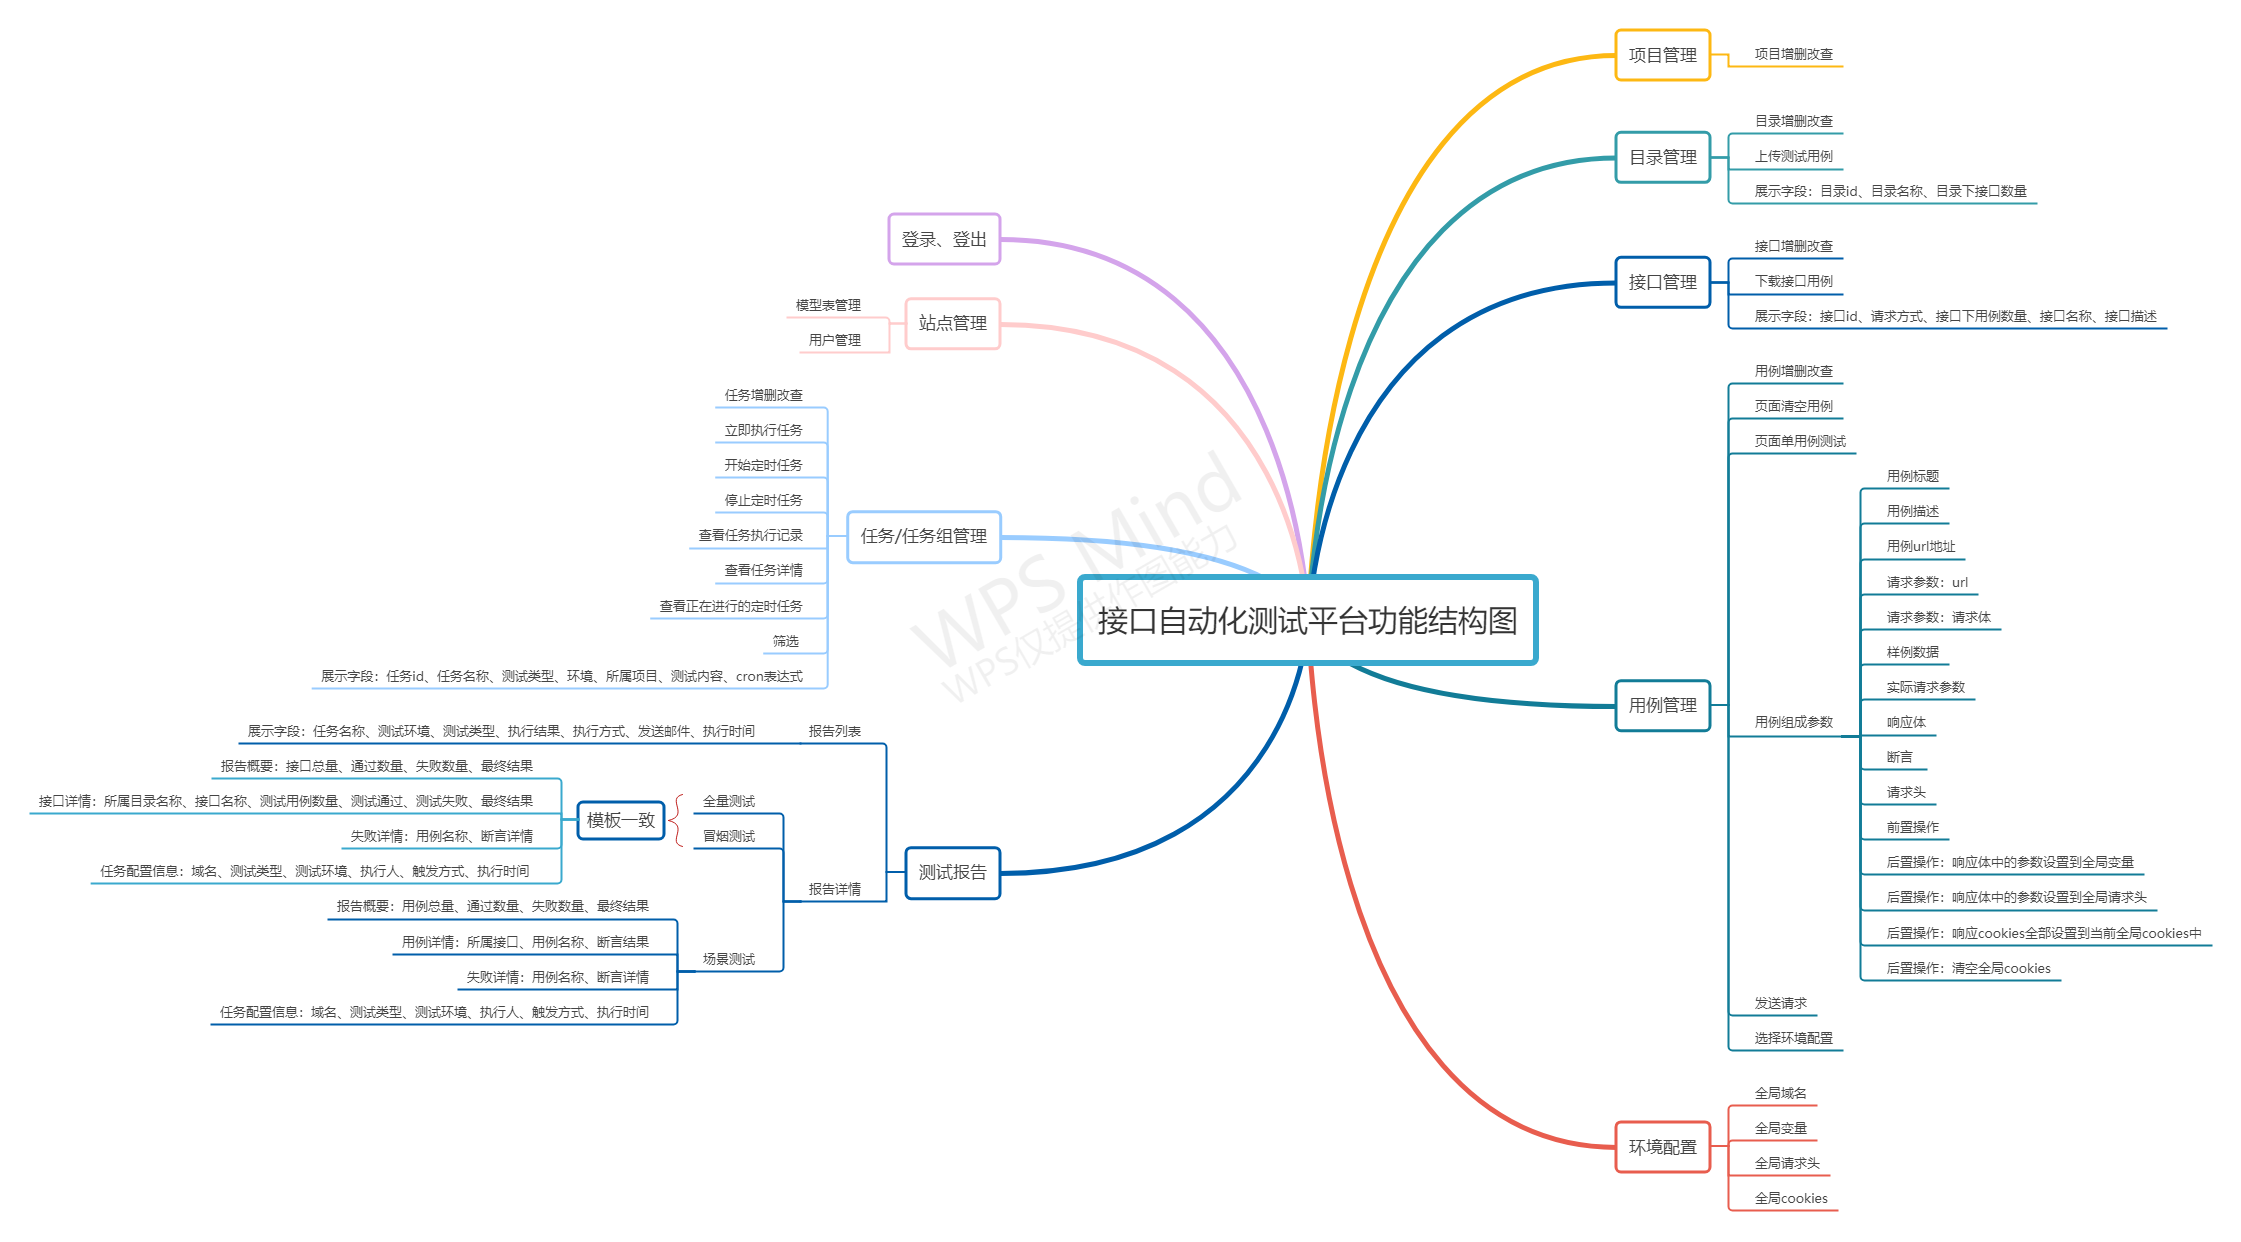 接口自动化测试平台功能结构图
项目管理
项目增删改查
目录管理
目录增删改查
上传测试用例
展示字段：目录id、目录名称、目录下接口数量
接口管理
接口增删改查
下载接口用例
展示字段：接口id、请求方式、接口下用例数量、接口名称、接口描述
用例管理
用例增删改查
页面清空用例
页面单用例测试
用例组成参数
用例标题
用例描述
用例url地址
请求参数：url
请求参数：请求体
样例数据
实际请求参数
响应体
断言
请求头
前置操作
后置操作：响应体中的参数设置到全局变量
后置操作：响应体中的参数设置到全局请求头
后置操作：响应cookies全部设置到当前全局cookies中
后置操作：清空全局cookies
发送请求
选择环境配置
环境配置
全局域名
全局变量
全局请求头
全局cookies
登录、登出
站点管理
模型表管理
用户管理
任务/任务组管理
任务增删改查
立即执行任务
开始定时任务
停止定时任务
查看任务执行记录
查看任务详情
查看正在进行的定时任务
筛选
展示字段：任务id、任务名称、测试类型、环境、所属项目、测试内容、cron表达式
测试报告
报告列表
展示字段：任务名称、测试环境、测试类型、执行结果、执行方式、发送邮件、执行时间
报告详情
全量测试
冒烟测试
模板一致
报告概要：接口总量、通过数量、失败数量、最终结果
接口详情：所属目录名称、接口名称、测试用例数量、测试通过、测试失败、最终结果
失败详情：用例名称、断言详情
任务配置信息：域名、测试类型、测试环境、执行人、触发方式、执行时间
场景测试
报告概要：用例总量、通过数量、失败数量、最终结果
用例详情：所属接口、用例名称、断言结果
失败详情：用例名称、断言详情
任务配置信息：域名、测试类型、测试环境、执行人、触发方式、执行时间
WPS Mind
WPS仅提供作图能力